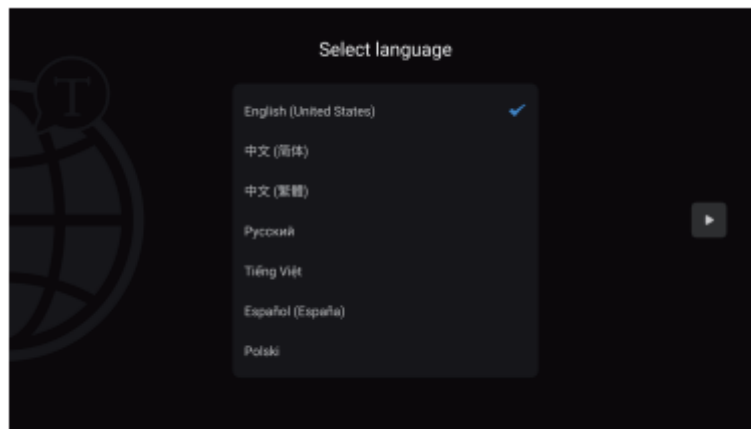 Select language
T
English (United States)
中文 (简体)
中文 (繁體)
Русский
Tiếng Việt
Español (España)
Polski